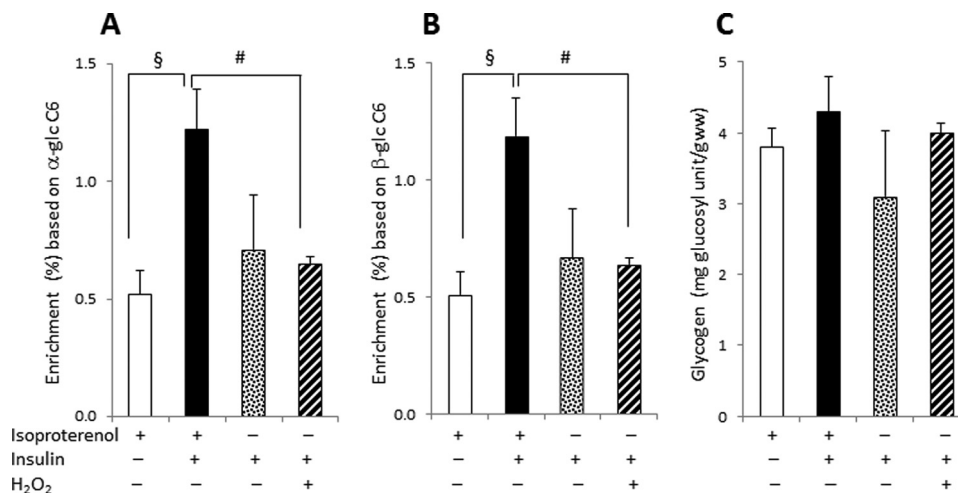 A
B
C
§
#
§
#
Enrichment (%) based on α-glc C6
1.5
1.0
0.5
0.0
Enrichment (%) based on β-glc C6
1.5
1.0
0.5
0.0
Glycogen (mg glucosyl unit/gww)
5
4
3
2
1
0
Isoproterenol + + – – + + – – + + – –
Insulin – + + + – + + + – + + +
H₂O₂ – – – + – – – + – – – +